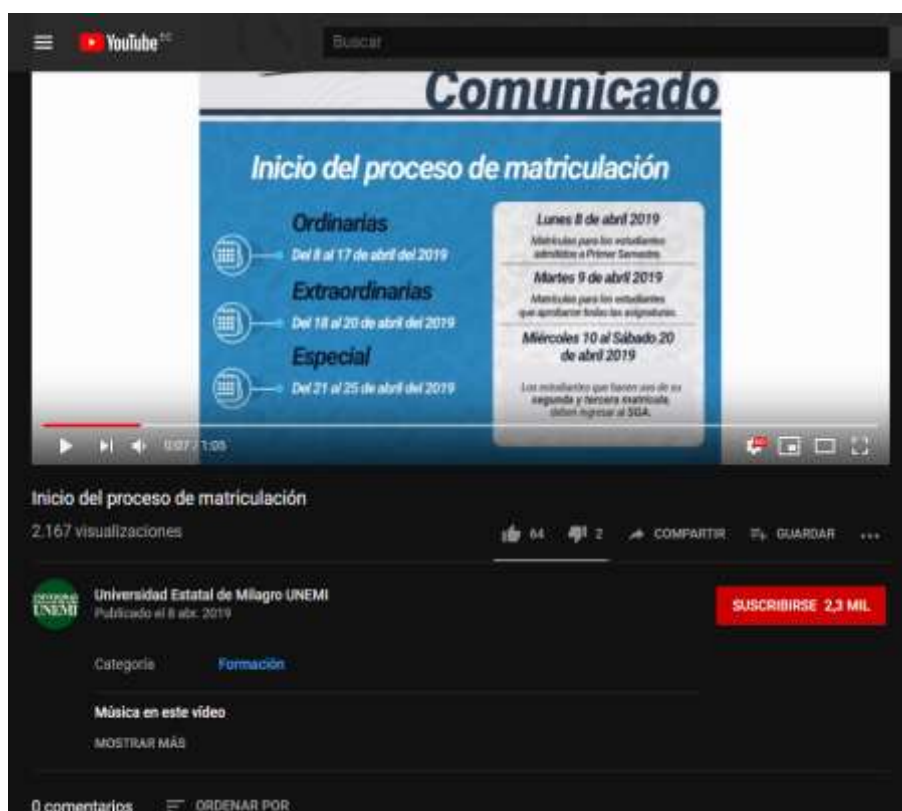 YouTube EC
Buscar
Comunicado
Inicio del proceso de matriculación
Ordinarias
Del 8 al 17 de abril del 2019
Extraordinarias
Del 18 al 20 de abril del 2019
Especial
Del 21 al 25 de abril del 2019
Lunes 8 de abril 2019
Matrículas para los estudiantes
admitidos a Primer Semestre.
Martes 9 de abril 2019
Matrículas para los estudiantes
que aprobaron todas las asignaturas.
Miércoles 10 al Sábado 20
de abril 2019
Los estudiantes que hacen uso de su
segunda y tercera matrícula,
deben ingresar al SGA.
0:07 / 1:05
Inicio del proceso de matriculación
2.167 visualizaciones
64 2 COMPARTIR GUARDAR ...
UNEMI
Universidad Estatal de Milagro UNEMI
Publicado el 8 abr. 2019
SUSCRIBIRSE 2,3 MIL
Categoría Formación
Música en este vídeo
MOSTRAR MÁS
0 comentarios ORDENAR POR